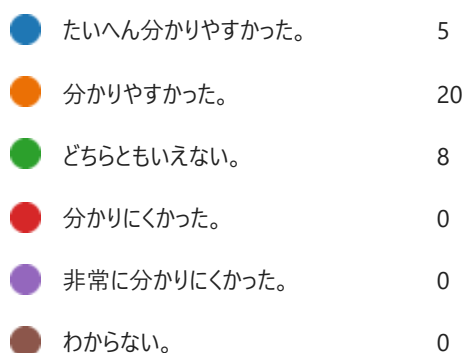 たいへん分かりやすかった。 5
分かりやすかった。 20
どちらともいえない。 8
分かりにくかった。 0
非常に分かりにくかった。 0
わからない。 0